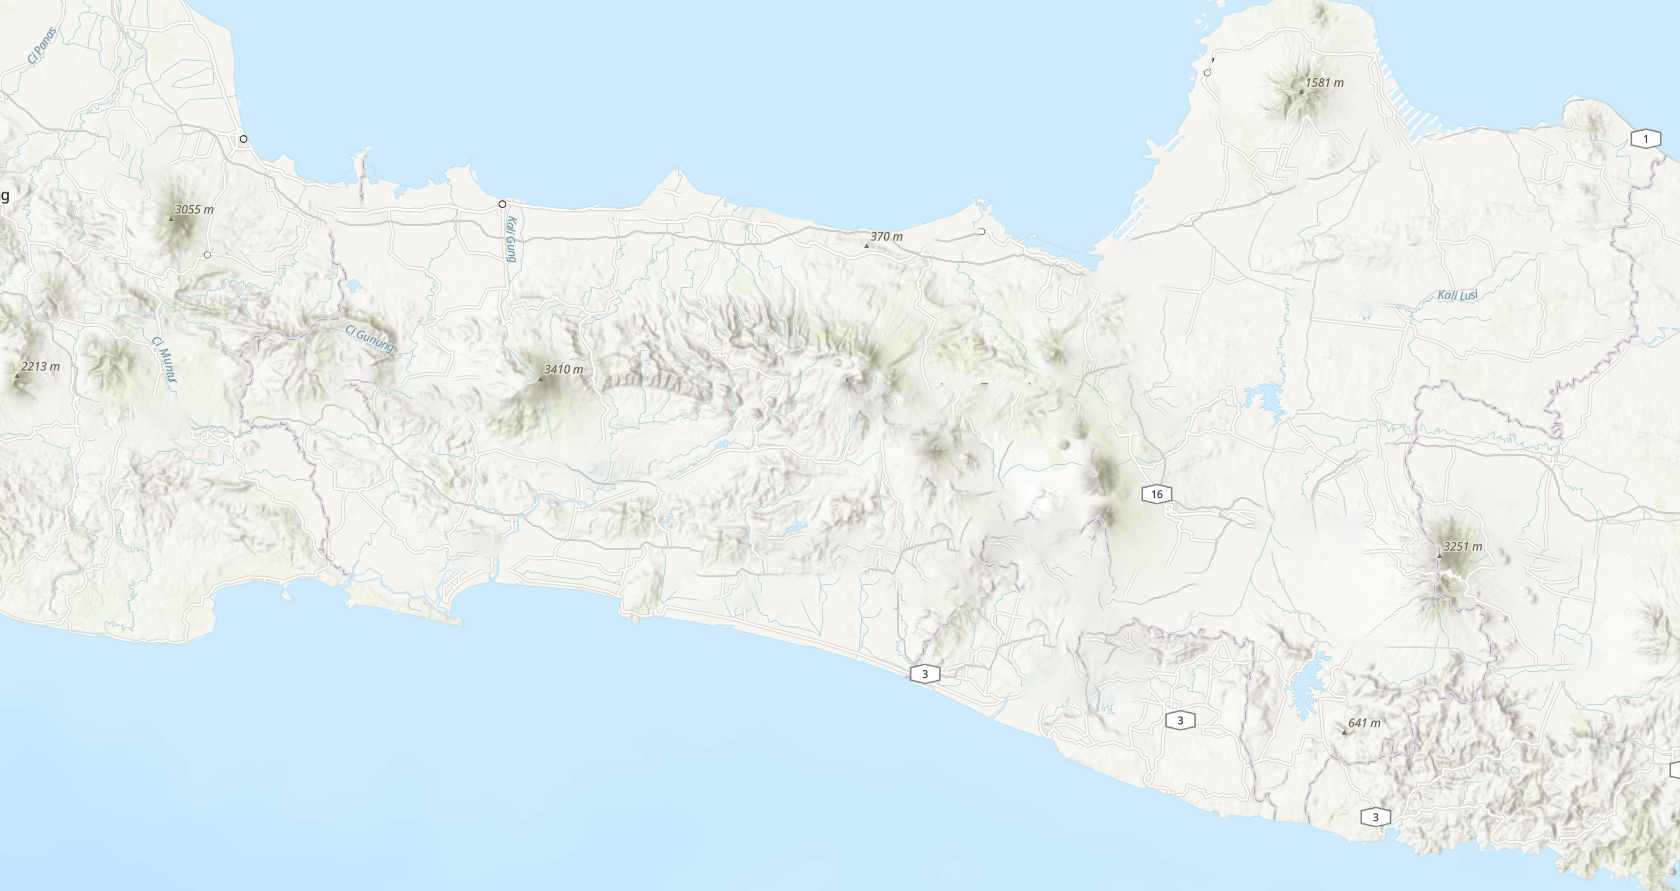 Ci Panas
1581 m
1
g
3055 m
Kali Gung
370 m
Kali Lusi
Ci Gunung
Ci Muntur
2213 m
3410 m
16
3251 m
3
3
641 m
3